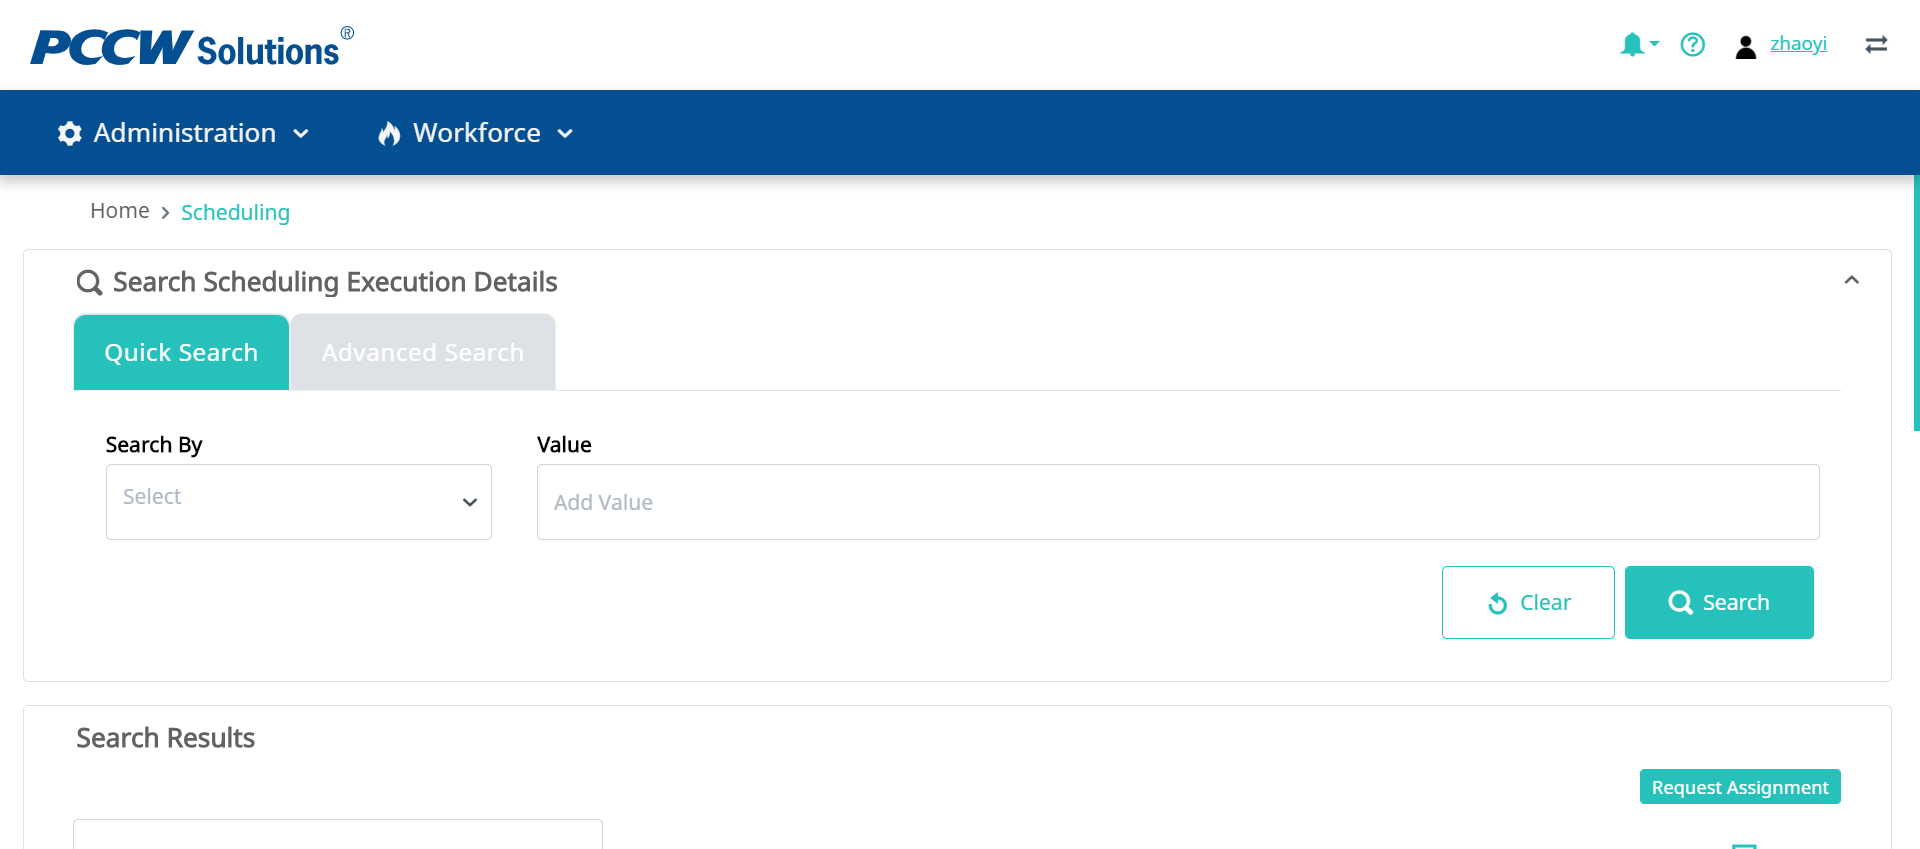 PCCW Solutions®
zhaoyi
Administration
Workforce
Home
Scheduling
Search Scheduling Execution Details
Quick Search
Advanced Search
Search By
Value
Select
Add Value
Clear
Search
Search Results
Request Assignment